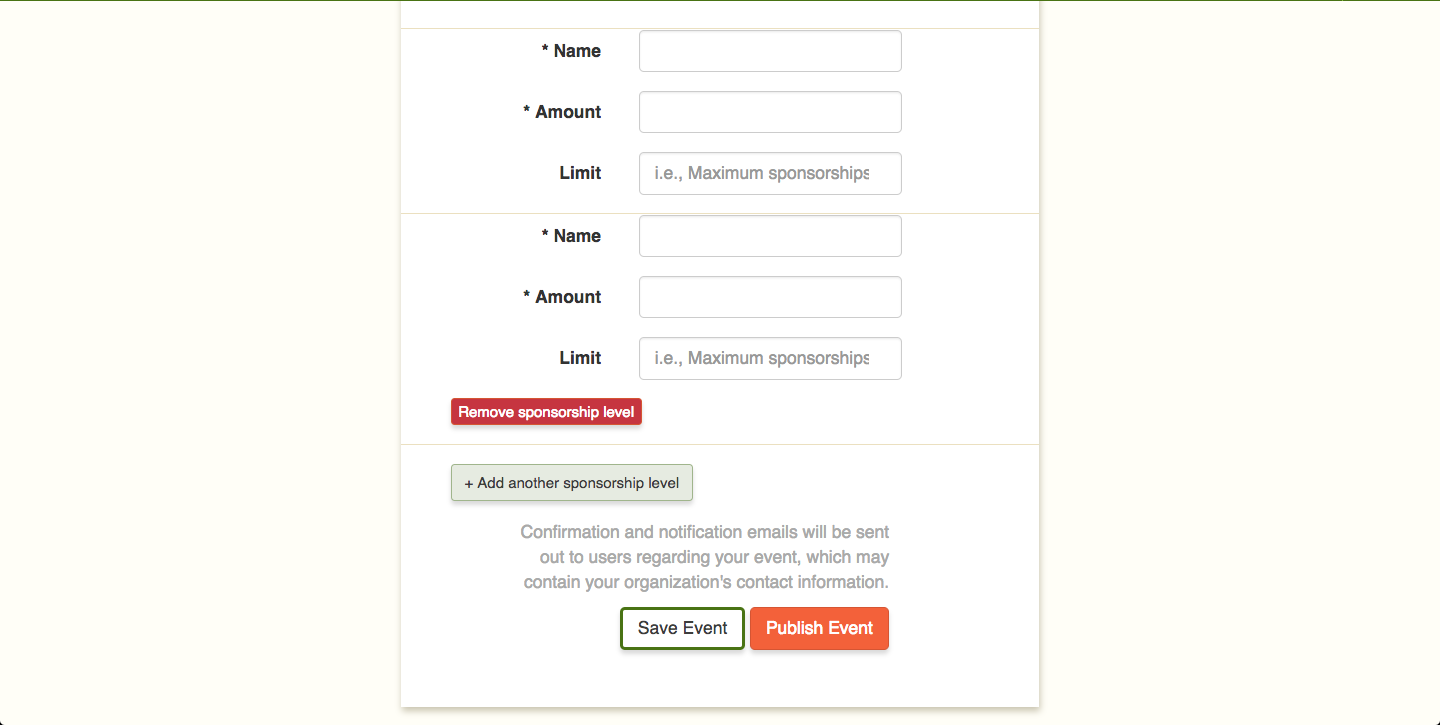 * Name
* Amount
Limit i.e., Maximum sponsorships
* Name
* Amount
Limit i.e., Maximum sponsorships
Remove sponsorship level
+ Add another sponsorship level
Confirmation and notification emails will be sent
out to users regarding your event, which may
contain your organization's contact information.
Save Event Publish Event